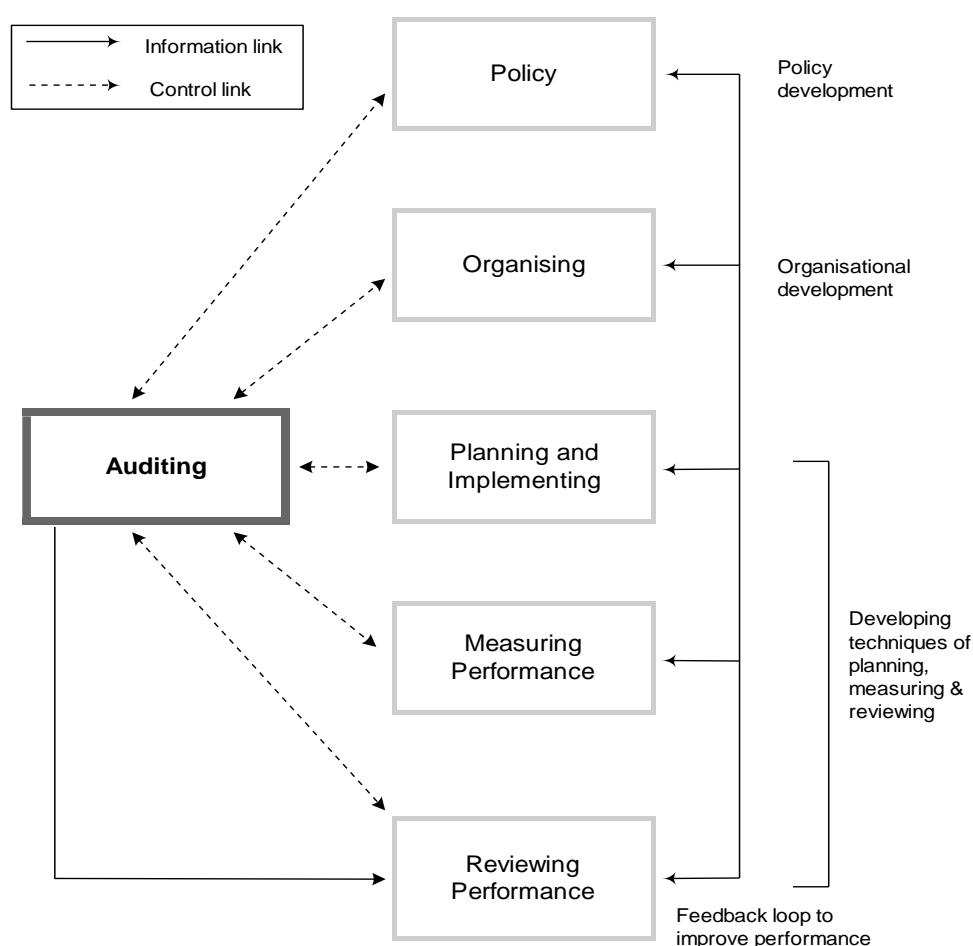 Information link
Control link
Policy
Policy
development
Organising
Organisational
development
Auditing
Planning and
Implementing
Measuring
Performance
Developing
techniques of
planning,
measuring &
reviewing
Reviewing
Performance
Feedback loop to
improve performance